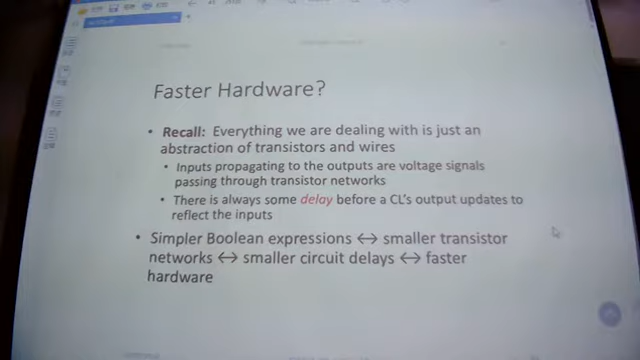 Faster Hardware?
• Recall: Everything we are dealing with is just an
abstraction of transistors and wires
• Inputs propagating to the outputs are voltage signals
passing through transistor networks
• There is always some delay before a CL's output updates to
reflect the inputs
• Simpler Boolean expressions ↔ smaller transistor
networks ↔ smaller circuit delays ↔ faster
hardware